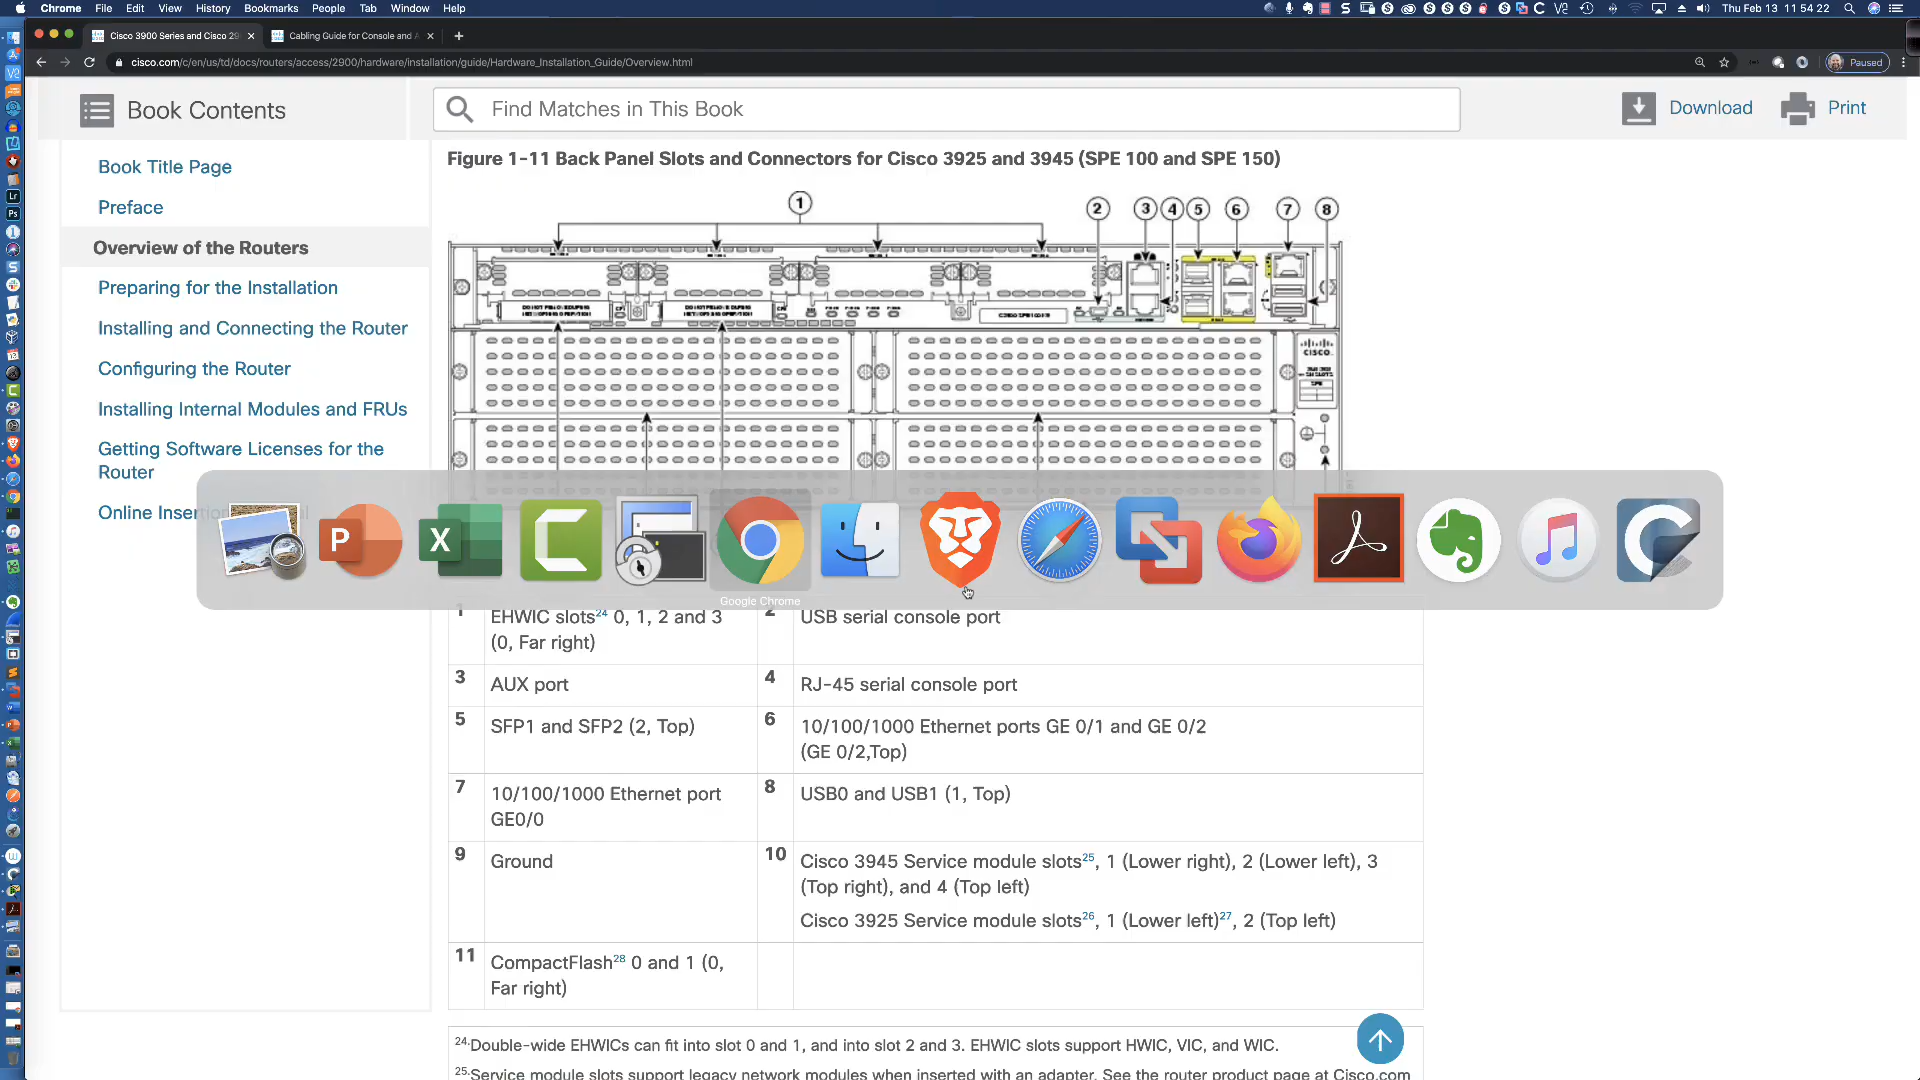 Chrome File Edit View History Bookmarks People Tab Window Help
Thu Feb 13 11 54 22
Cisco 3900 Series and Cisco 29
Cabling Guide for Console and A
cisco.com/c/en/us/td/docs/routers/access/2900/hardware/installation/guide/Hardware_Installation_Guide/Overview.html
Paused
Book Contents
Find Matches in This Book
Download
Print
Book Title Page
Preface
Overview of the Routers
Preparing for the Installation
Installing and Connecting the Router
Configuring the Router
Installing Internal Modules and FRUs
Getting Software Licenses for the
Router
Online Insertion
Figure 1-11 Back Panel Slots and Connectors for Cisco 3925 and 3945 (SPE 100 and SPE 150)
1
2 3 4 5 6 7 8
CISCO
Google Chrome
1 EHWIC slots24 0, 1, 2 and 3
(0, Far right)
2 USB serial console port
3 AUX port
4 RJ-45 serial console port
5 SFP1 and SFP2 (2, Top)
6 10/100/1000 Ethernet ports GE 0/1 and GE 0/2
(GE 0/2,Top)
7 10/100/1000 Ethernet port
GE0/0
8 USB0 and USB1 (1, Top)
9 Ground
10 Cisco 3945 Service module slots25, 1 (Lower right), 2 (Lower left), 3
(Top right), and 4 (Top left)
Cisco 3925 Service module slots26, 1 (Lower left)27, 2 (Top left)
11 CompactFlash28 0 and 1 (0,
Far right)
24.Double-wide EHWICs can fit into slot 0 and 1, and into slot 2 and 3. EHWIC slots support HWIC, VIC, and WIC.
25.Service module slots support legacy network modules when inserted with an adapter. See the router product page at Cisco.com